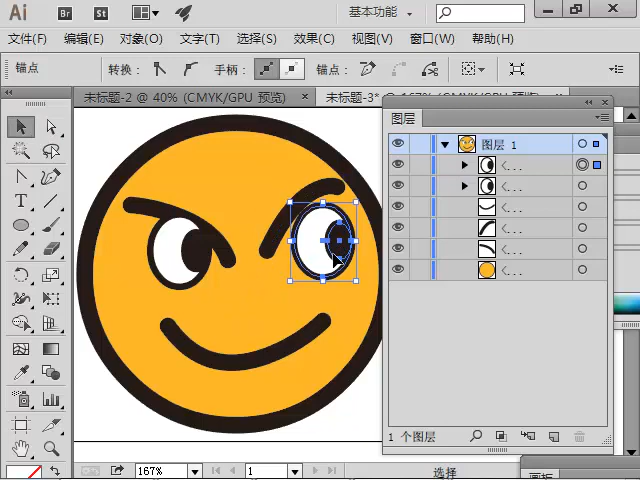 Ai Br St 基本功能
文件(F) 编辑(E) 对象(O) 文字(T) 选择(S) 效果(C) 视图(V) 窗口(W) 帮助(H)
锚点 转换： 手柄： 锚点：
未标题-2 @ 40% (CMYK/GPU 预览) × 未标题-3* @ 167% (CMYK/GPU 预览)
图层
图层 1
<...
<...
<...
<...
<...
<...
1 个图层
167% 1 选择
画板